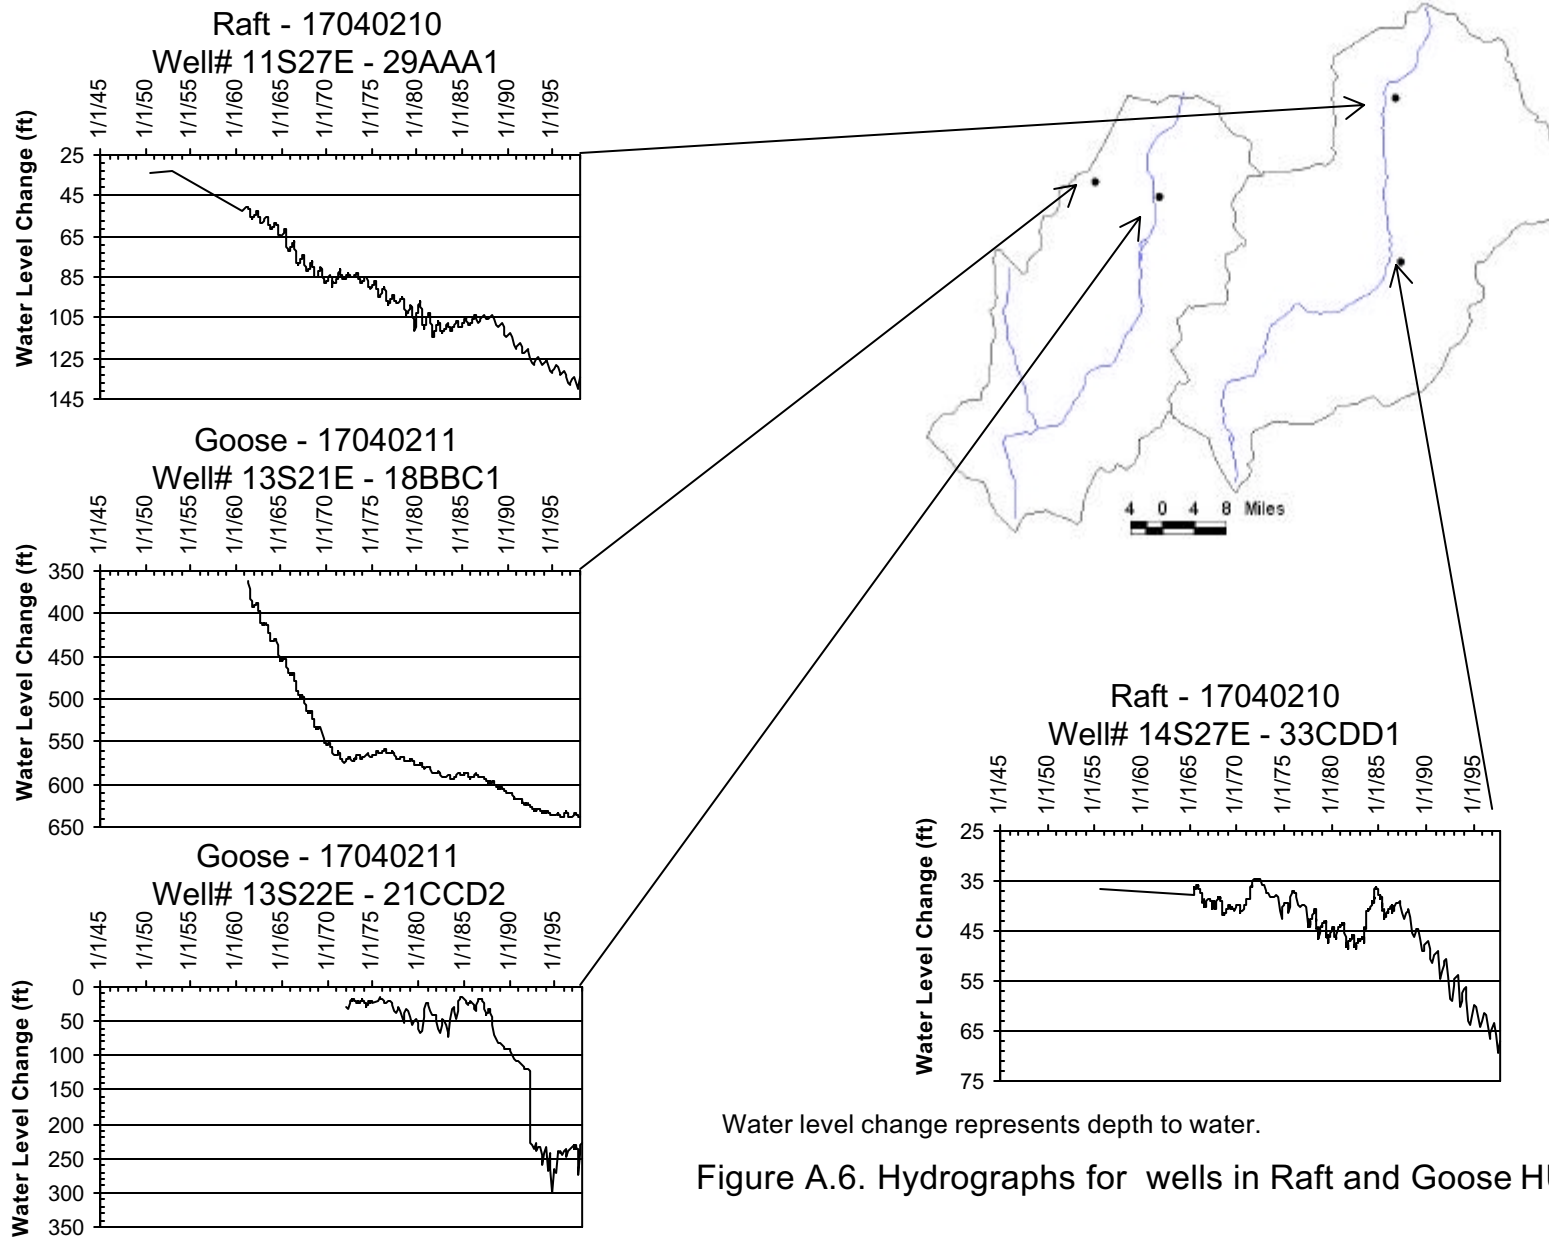 Raft - 17040210
Well# 11S27E - 29AAA1
1/1/45 1/1/50 1/1/55 1/1/60 1/1/65 1/1/70 1/1/75 1/1/80 1/1/85 1/1/90 1/1/95
Water Level Change (ft)
25
45
65
85
105
125
145
Goose - 17040211
Well# 13S21E - 18BBC1
1/1/45 1/1/50 1/1/55 1/1/60 1/1/65 1/1/70 1/1/75 1/1/80 1/1/85 1/1/90 1/1/95
Water Level Change (ft)
350
400
450
500
550
600
650
Goose - 17040211
Well# 13S22E - 21CCD2
1/1/45 1/1/50 1/1/55 1/1/60 1/1/65 1/1/70 1/1/75 1/1/80 1/1/85 1/1/90 1/1/95
Water Level Change (ft)
0
50
100
150
200
250
300
350
4 0 4 8 Miles
Raft - 17040210
Well# 14S27E - 33CDD1
1/1/45 1/1/50 1/1/55 1/1/60 1/1/65 1/1/70 1/1/75 1/1/80 1/1/85 1/1/90 1/1/95
Water Level Change (ft)
25
35
45
55
65
75
Water level change represents depth to water.
Figure A.6. Hydrographs for wells in Raft and Goose